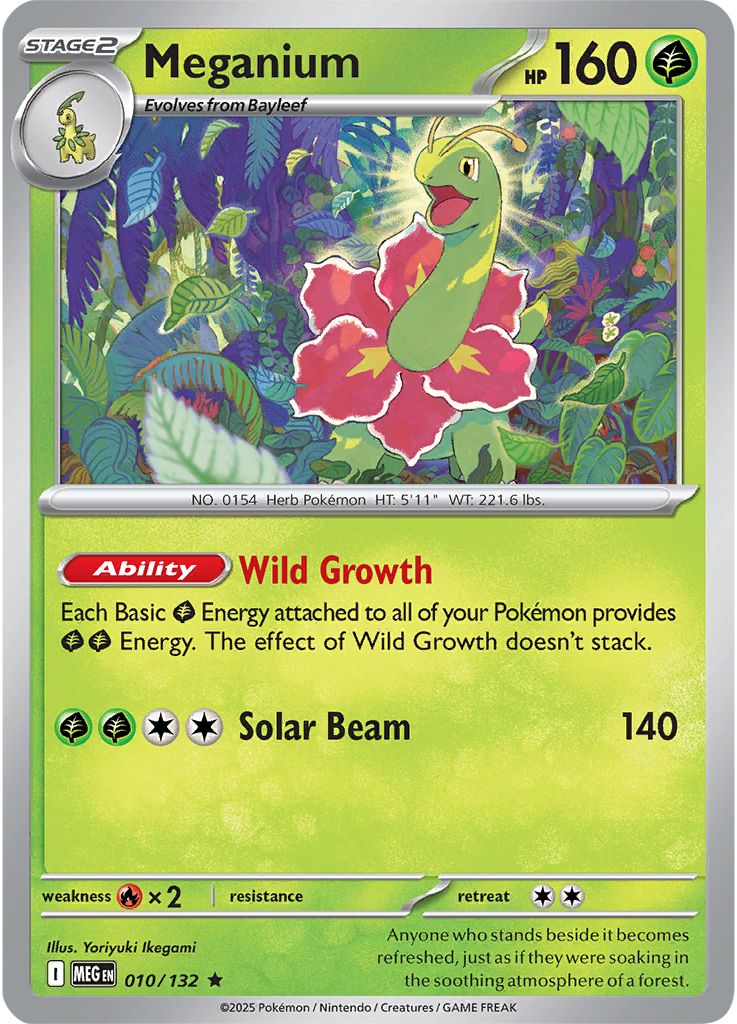 STAGE2
Meganium
HP 160
Evolves from Bayleef
NO. 0154 Herb Pokémon HT: 5'11" WT: 221.6 lbs.
Ability Wild Growth
Each Basic Energy attached to all of your Pokémon provides
Energy. The effect of Wild Growth doesn't stack.
Solar Beam 140
weakness ×2 resistance retreat
Illus. Yoriyuki Ikegami
I MEG EN 010/132 ★
Anyone who stands beside it becomes
refreshed, just as if they were soaking in
the soothing atmosphere of a forest.
©2025 Pokémon / Nintendo / Creatures / GAME FREAK